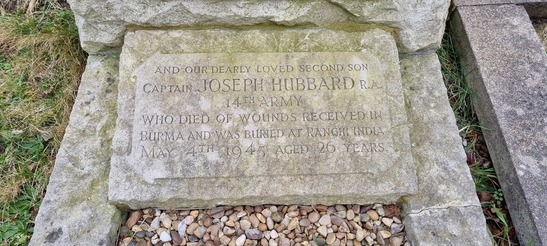 AND OUR DEARLY LOVED SECOND SON
CAPTAIN JOSEPH HUBBARD R.A.
14TH ARMY
WHO DIED OF WOUNDS RECEIVED IN
BURMA AND WAS BURIED AT RANCHI, INDIA,
MAY 4TH 1945, AGED 26 YEARS.